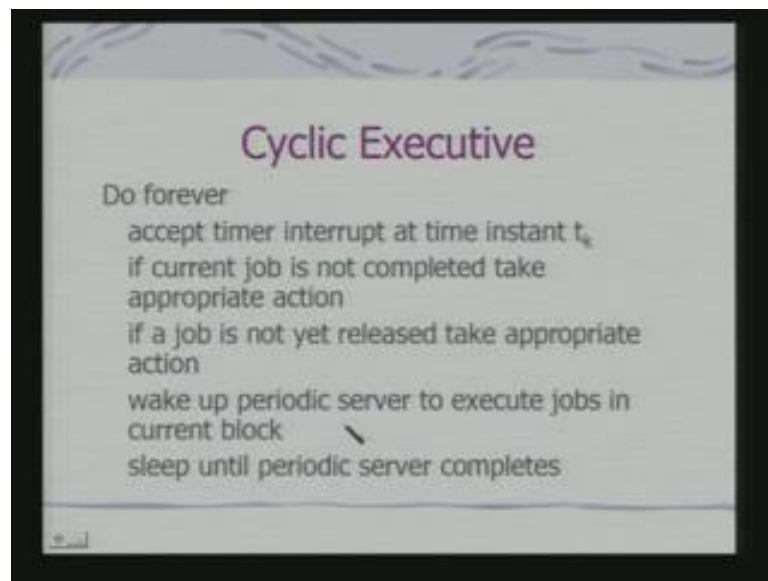 Cyclic Executive
Do forever
accept timer interrupt at time instant tₖ
if current job is not completed take
appropriate action
if a job is not yet released take appropriate
action
wake up periodic server to execute jobs in
current block
sleep until periodic server completes